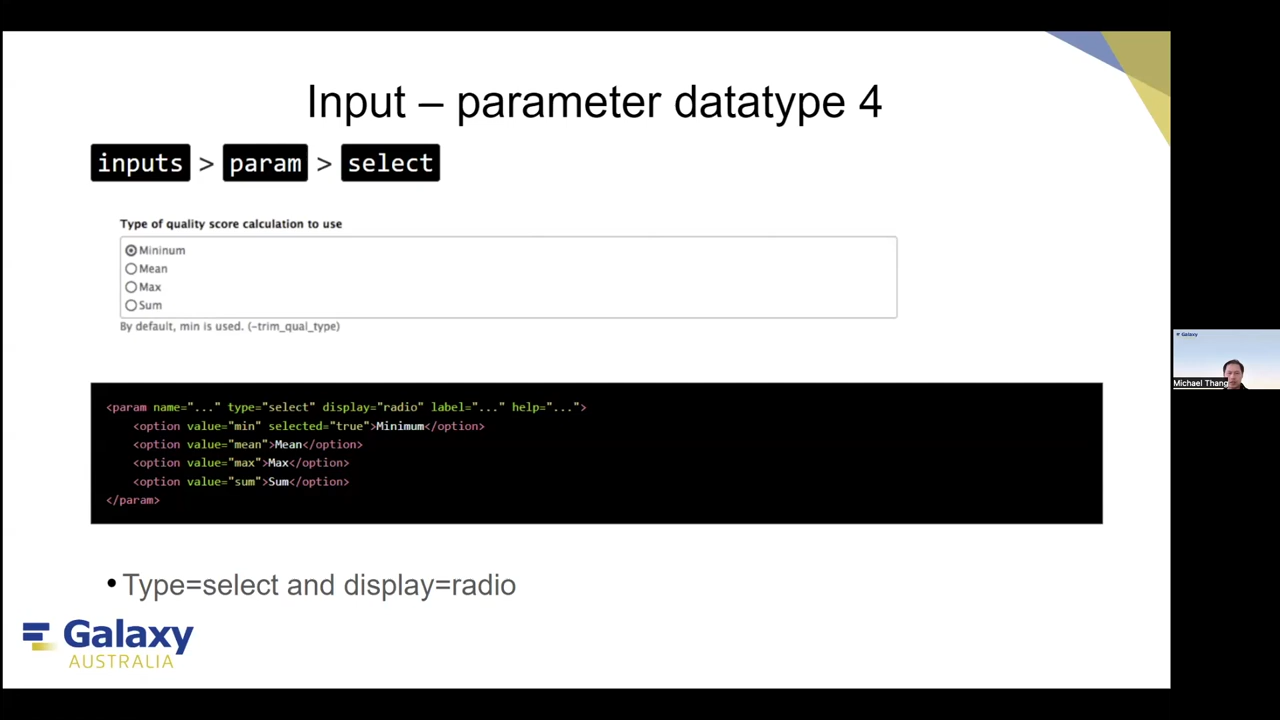 Input – parameter datatype 4
inputs > param > select
Type of quality score calculation to use
Mininum
Mean
Max
Sum
By default, min is used. (-trim_qual_type)
<param name="..." type="select" display="radio" label="..." help="...">
<option value="min" selected="true">Minimum</option>
<option value="mean">Mean</option>
<option value="max">Max</option>
<option value="sum">Sum</option>
</param>
• Type=select and display=radio
Galaxy
AUSTRALIA
Galaxy
Michael Thang